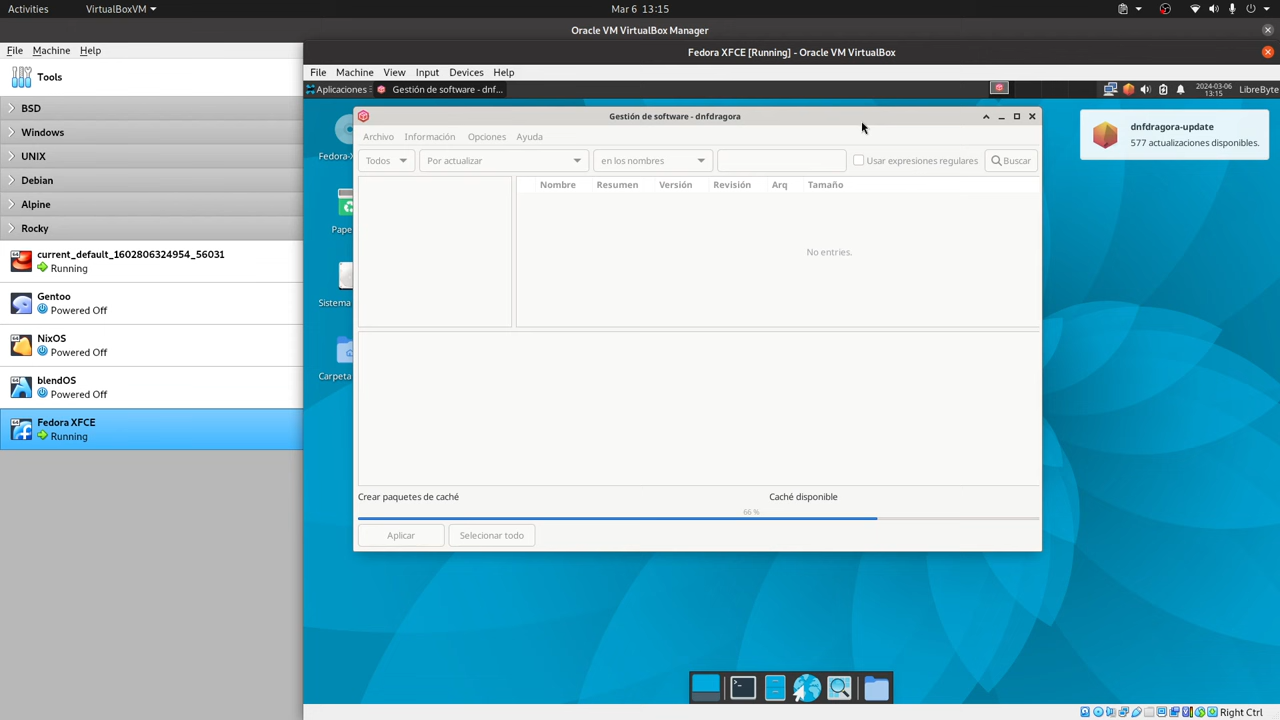 Activities
VirtualBoxVM
Mar 6 13:15
Oracle VM VirtualBox Manager
File Machine Help
Tools
BSD
Windows
UNIX
Debian
Alpine
Rocky
current_default_1602806324954_56031
Running
Gentoo
Powered Off
NixOS
Powered Off
blendOS
Powered Off
Fedora XFCE
Running
Fedora XFCE [Running] - Oracle VM VirtualBox
File Machine View Input Devices Help
Aplicaciones
Gestión de software - dnf...
2024-03-06
13:15
LibreByte
Fedora-X
Pape
Sistema
Carpeta
Gestión de software - dnfdragora
Archivo Información Opciones Ayuda
Todos
Por actualizar
en los nombres
Usar expresiones regulares
Buscar
Nombre Resumen Versión Revisión Arq Tamaño
No entries.
Crear paquetes de caché
Caché disponible
66 %
Aplicar
Selecionar todo
dnfdragora-update
577 actualizaciones disponibles.
Right Ctrl